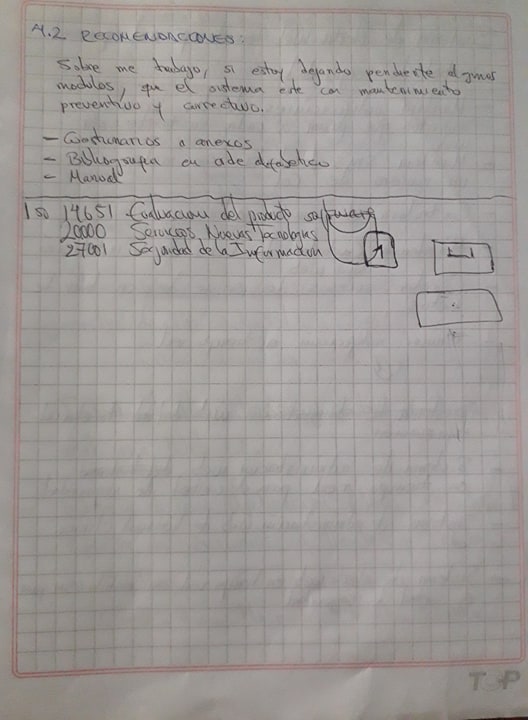 4.2 RECOMENDACIONES:
Sobre me trabajo, si estoy dejando pendiente algunos
modulos, que el sistema este con mantenimiento
preventivo y correctivo.
- Cuestionarios a anexos
- Bibliografia en orden alfabetico
- Manual
Iso 14651 Evaluacion del producto software
20000 Servicios Nuevas Tecnologias
27001 Seguridad de la Informacion
TOP